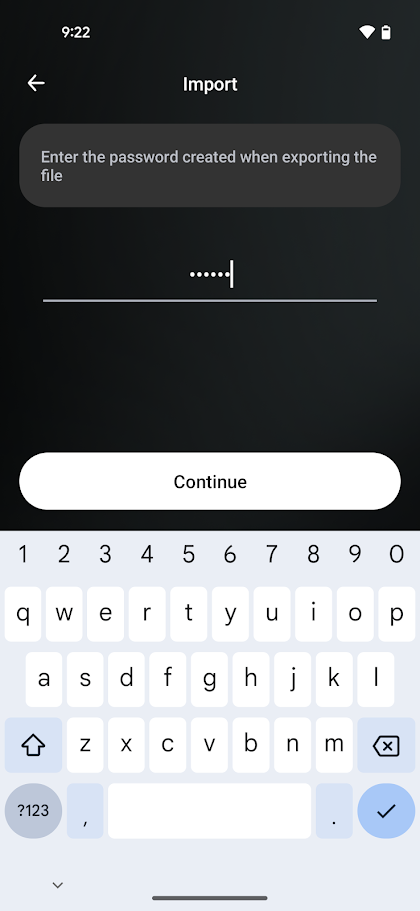 9:22
Import
Enter the password created when exporting the
file
••••••
Continue
1 2 3 4 5 6 7 8 9 0
q w e r t y u i o p
a s d f g h j k l
z x c v b n m
?123 , .